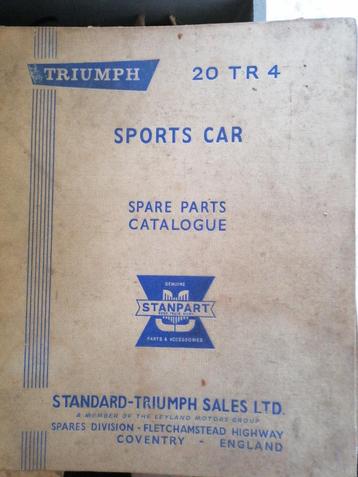 TRIUMPH
20 TR 4
SPORTS CAR
SPARE PARTS
CATALOGUE
GENUINE
STANPART
PARTS & ACCESSORIES
STANDARD-TRIUMPH SALES LTD.
A MEMBER OF THE LEYLAND MOTORS GROUP
SPARES DIVISION - FLETCHAMSTEAD HIGHWAY
COVENTRY - ENGLAND